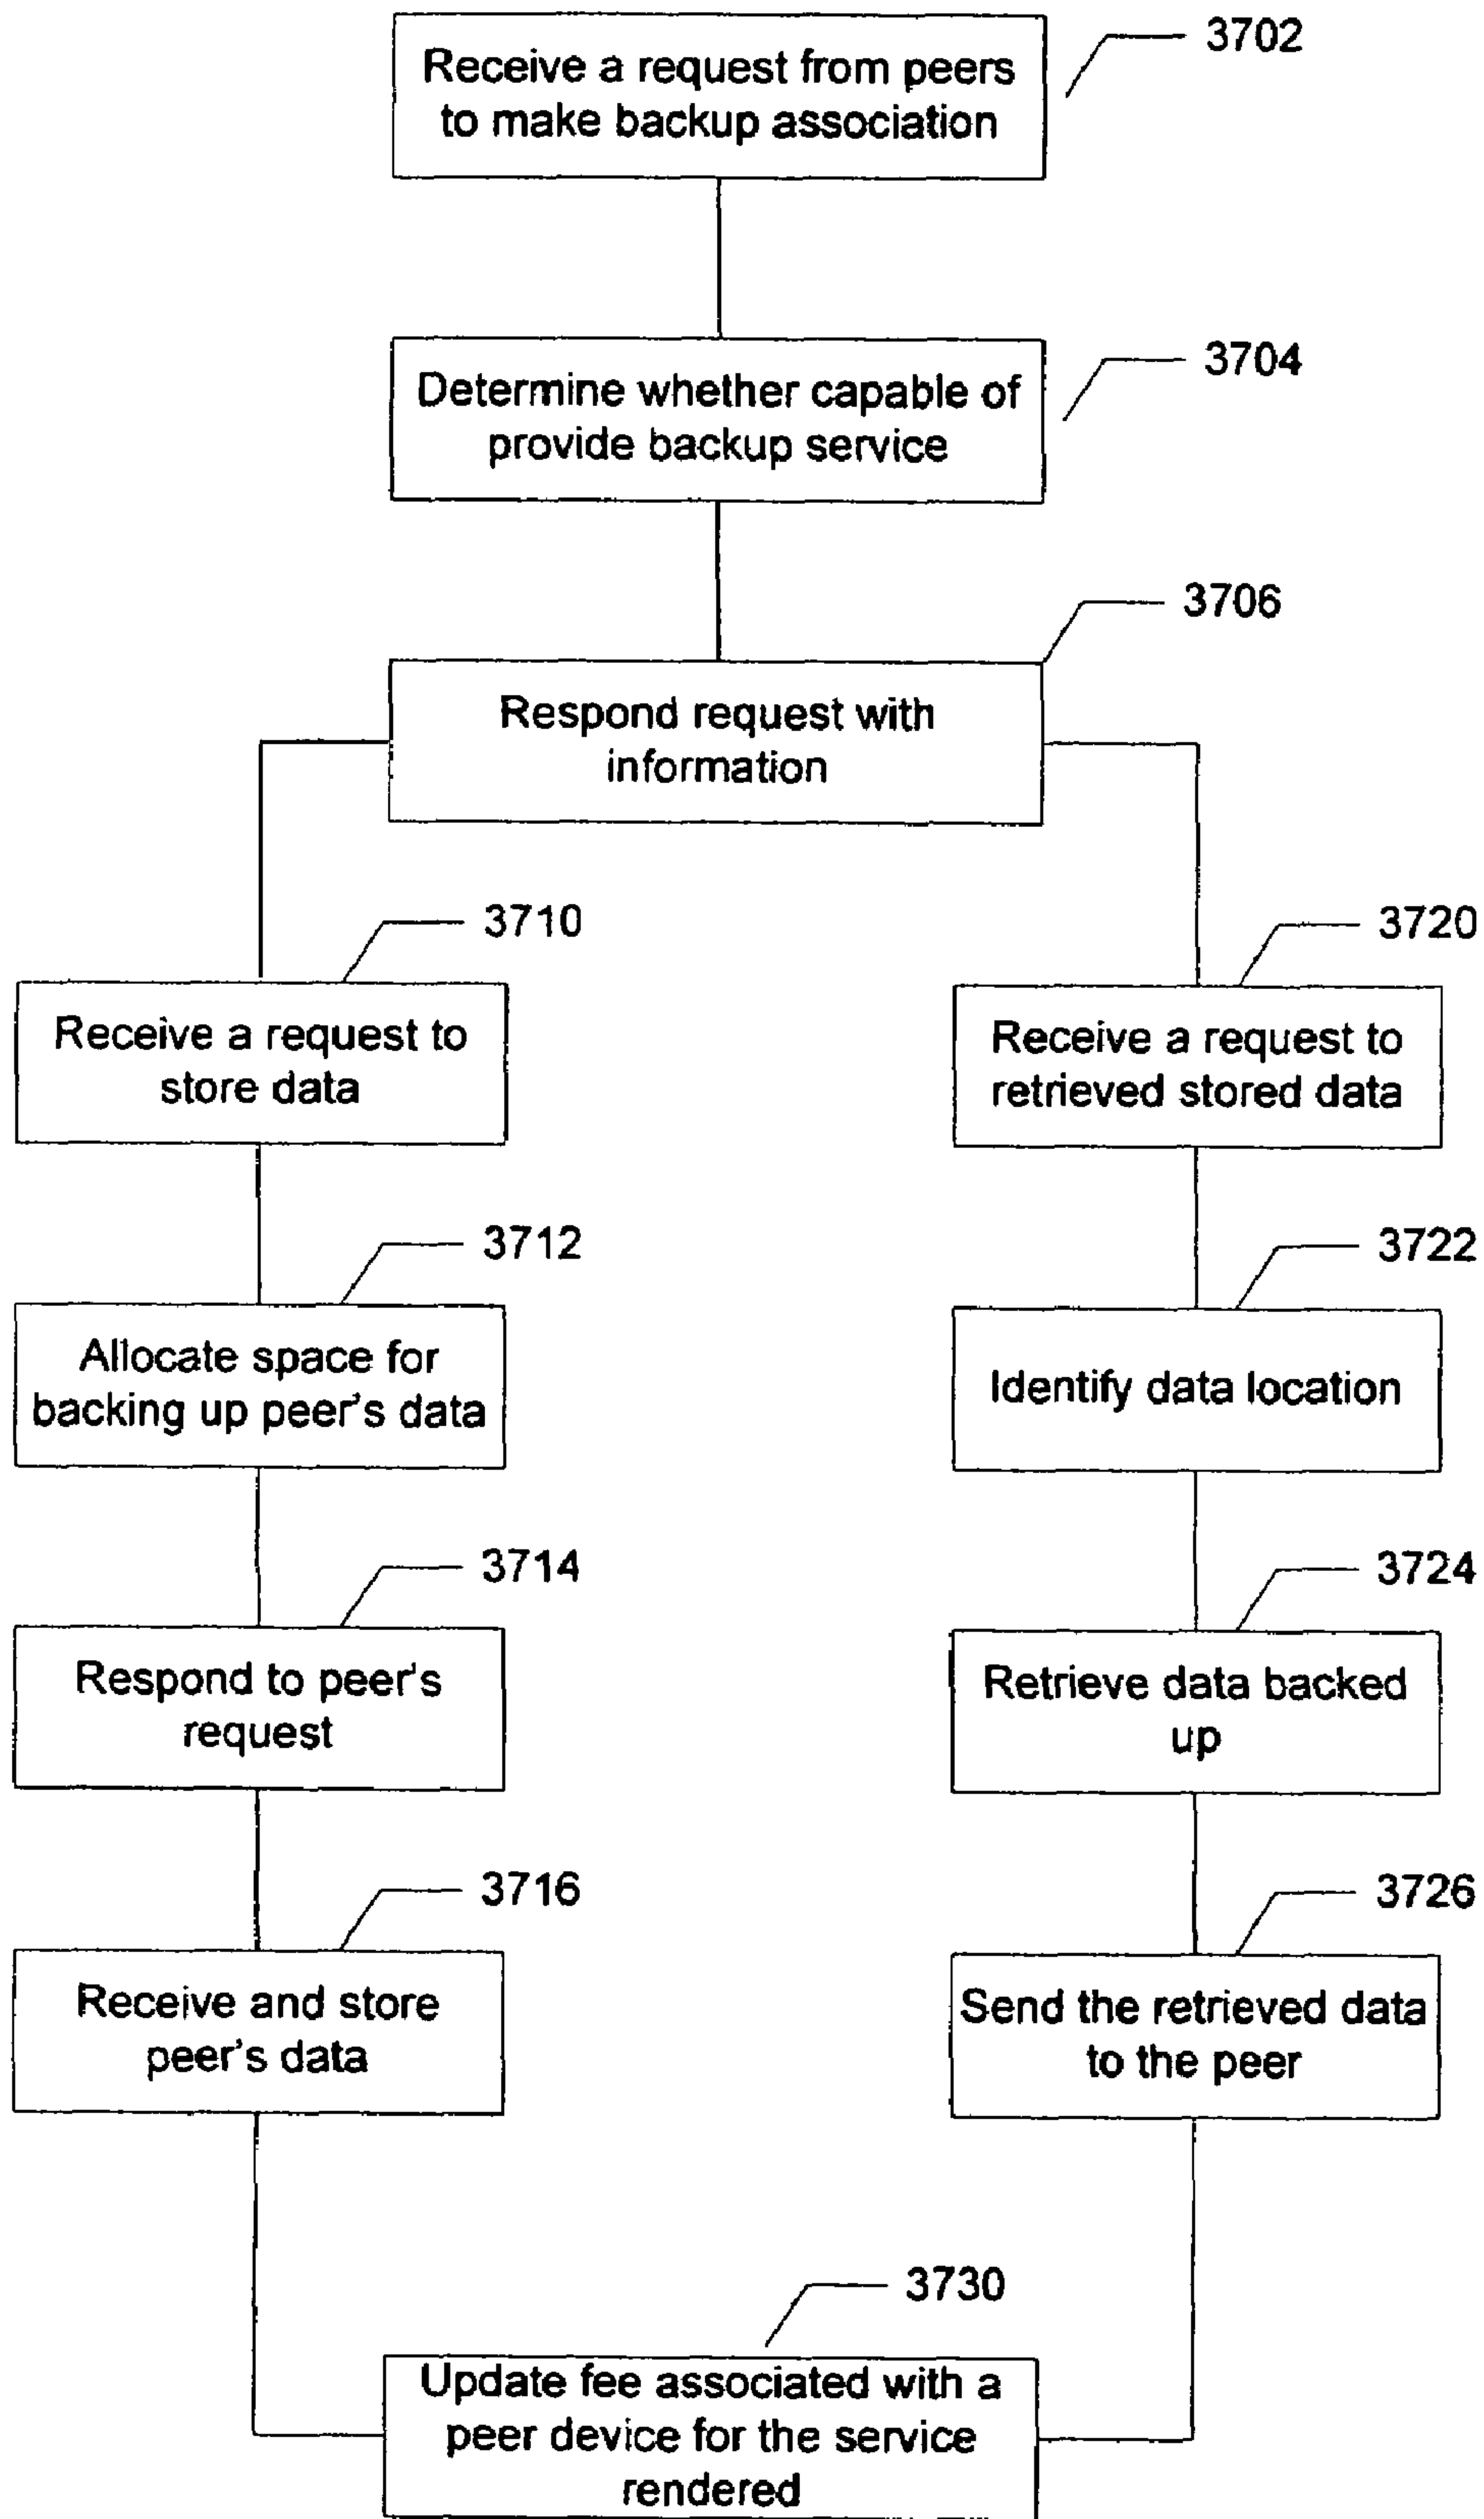 3702
Receive a request from peers
to make backup association
3704
Determine whether capable of
provide backup service
3706
Respond request with
information
3710
Receive a request to
store data
3720
Receive a request to
retrieved stored data
3712
Allocate space for
backing up peer's data
3722
Identify data location
3714
Respond to peer's
request
3724
Retrieve data backed
up
3716
Receive and store
peer's data
3726
Send the retrieved data
to the peer
3730
Update fee associated with a
peer device for the service
rendered